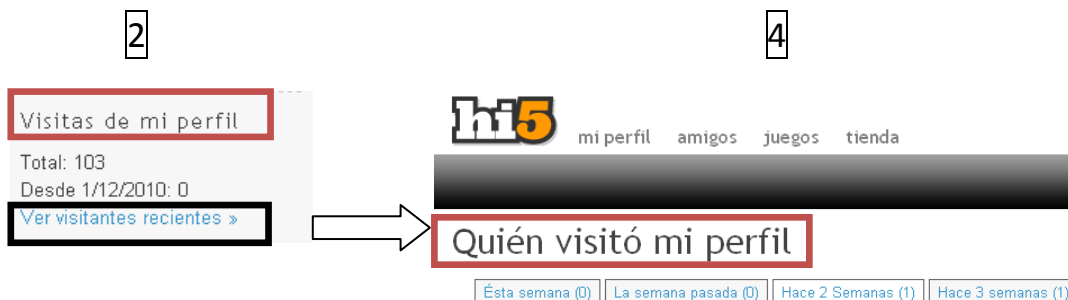 2
4
Visitas de mi perfil
Total: 103
Desde 1/12/2010: 0
Ver visitantes recientes »
hi5
mi perfil amigos juegos tienda
Quién visitó mi perfil
Ésta semana (0) La semana pasada (0) Hace 2 Semanas (1) Hace 3 semanas (1)